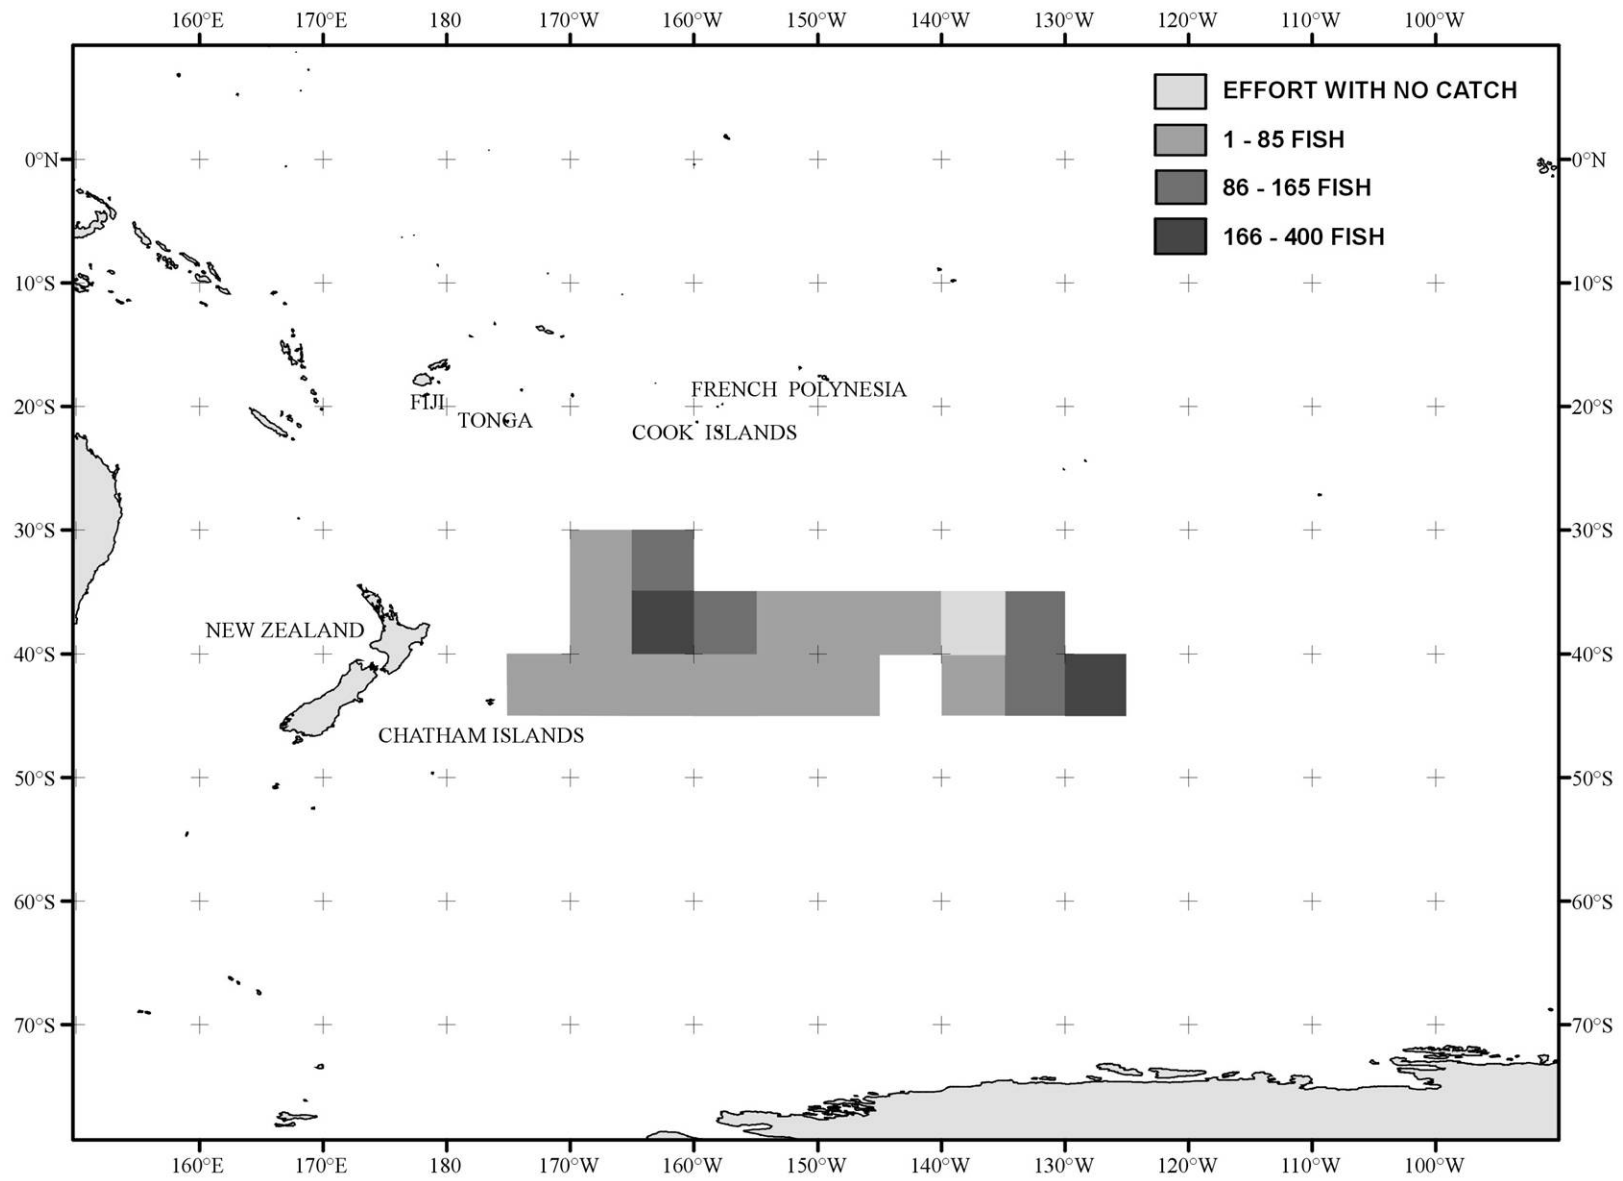 160°E 170°E 180 170°W 160°W 150°W 140°W 130°W 120°W 110°W 100°W
EFFORT WITH NO CATCH
1 - 85 FISH
86 - 165 FISH
166 - 400 FISH
0°N 0°N
10°S 10°S
FRENCH POLYNESIA
FIJI
20°S 20°S
TONGA
COOK ISLANDS
30°S 30°S
NEW ZEALAND
40°S 40°S
CHATHAM ISLANDS
50°S 50°S
60°S 60°S
70°S 70°S
160°E 170°E 180 170°W 160°W 150°W 140°W 130°W 120°W 110°W 100°W